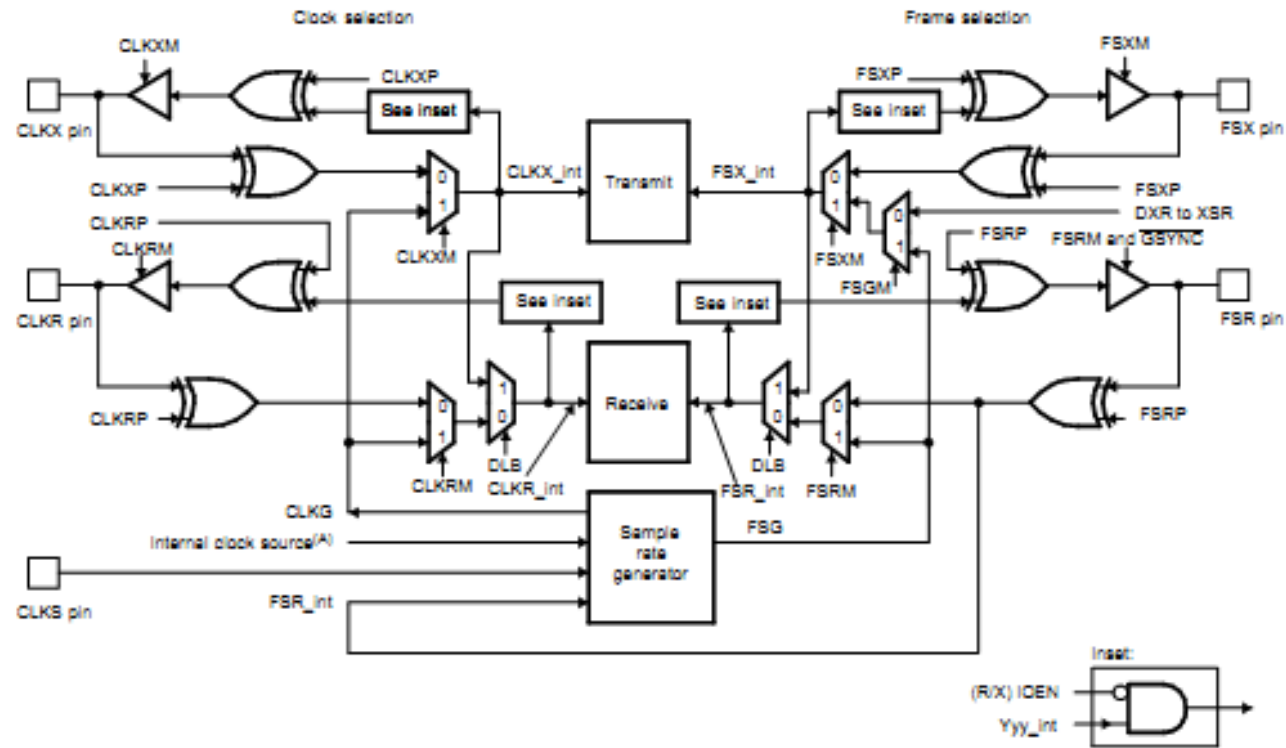 Clock selection
Frame selection
CLKXM
FSXM
CLKXP
FSXP
See inset
See inset
CLKX pin
FSX pin
CLKX_int
Transmit
FSX_int
0
1
0
1
0
1
CLKXP
FSXP
CLKRP
DXR to XSR
CLKRM
FSRP
FSRM and GSYNC
CLKXM
FSXM
FSGM
See inset
See inset
CLKR pin
FSR pin
0
1
1
0
Receive
1
0
0
1
CLKRP
FSRP
DLB
DLB
CLKRM
CLKR_int
FSR_int
FSRM
CLKG
FSG
Internal clock source(A)
Sample
rate
generator
CLKS pin
FSR_int
Inset:
(R/X) IOEN
Yyy_int